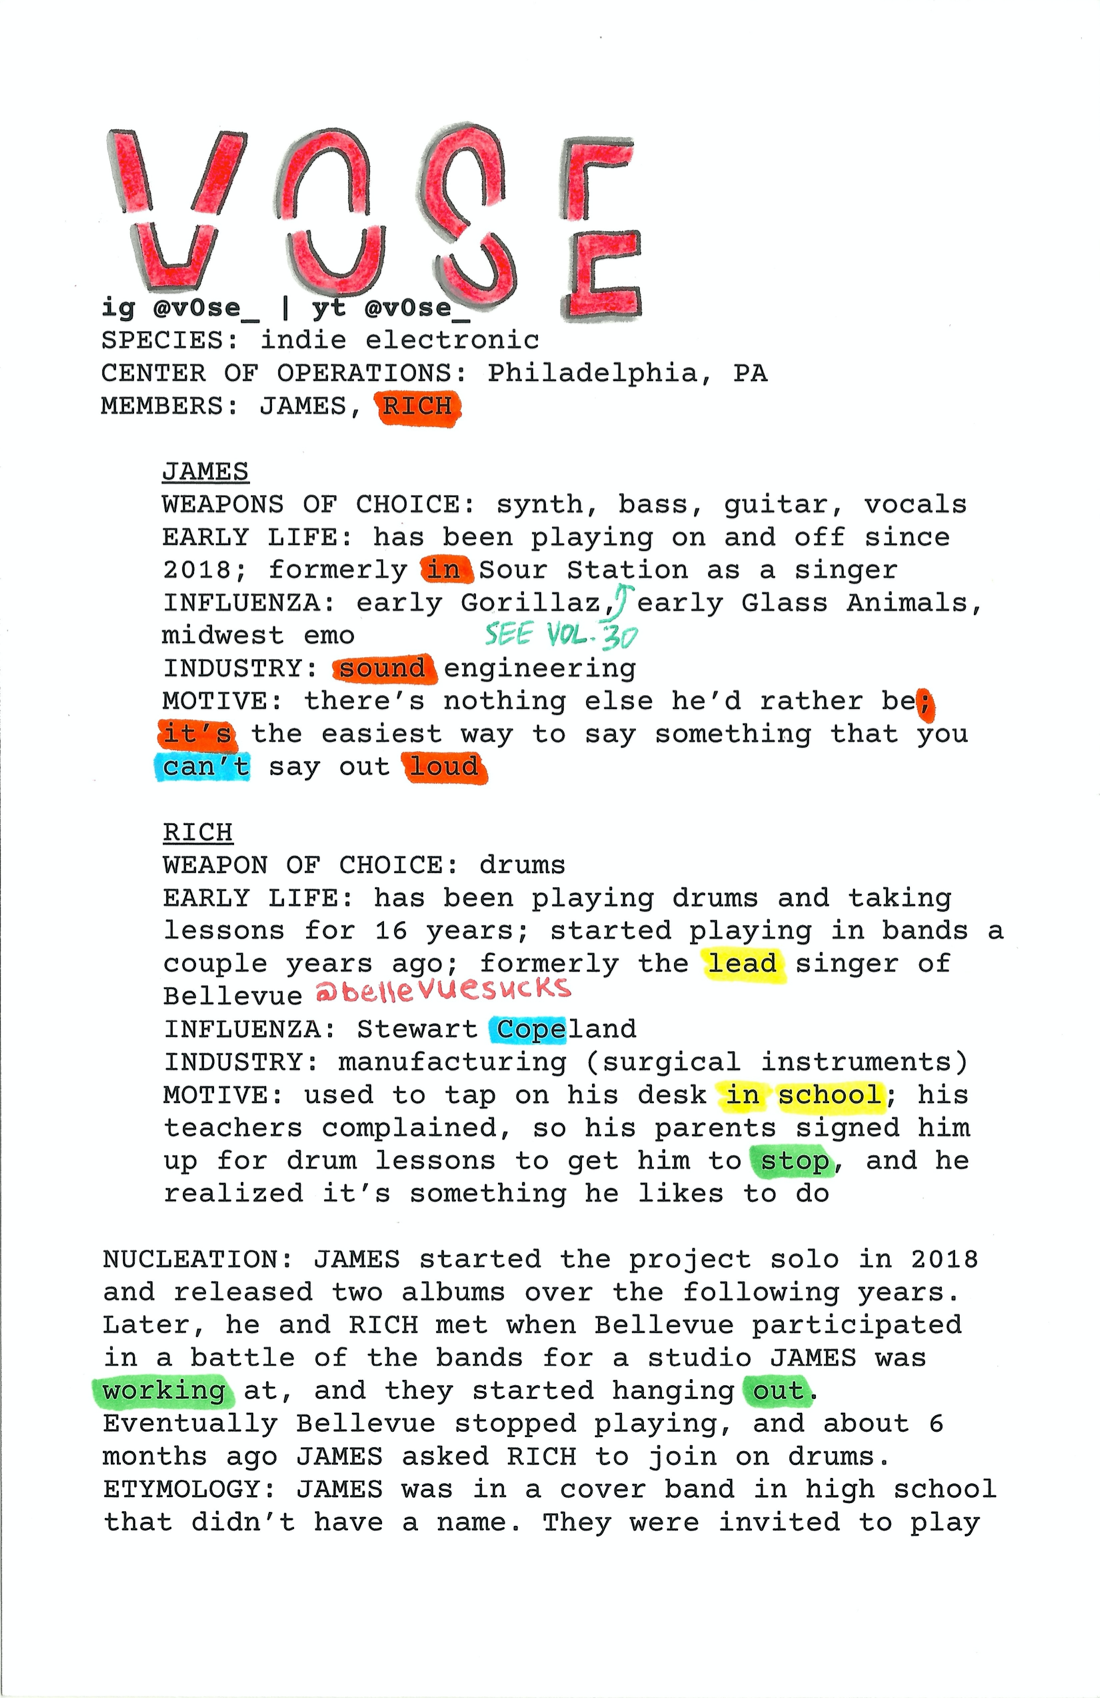 VOSE
ig @v0se_ | yt @v0se_
SPECIES: indie electronic
CENTER OF OPERATIONS: Philadelphia, PA
MEMBERS: JAMES, RICH
JAMES
WEAPONS OF CHOICE: synth, bass, guitar, vocals
EARLY LIFE: has been playing on and off since
2018; formerly in Sour Station as a singer
INFLUENZA: early Gorillaz, early Glass Animals,
midwest emo SEE VOL. 30
INDUSTRY: sound engineering
MOTIVE: there's nothing else he'd rather be;
it's the easiest way to say something that you
can't say out loud
RICH
WEAPON OF CHOICE: drums
EARLY LIFE: has been playing drums and taking
lessons for 16 years; started playing in bands a
couple years ago; formerly the lead singer of
Bellevue @bellevuesucks
INFLUENZA: Stewart Copeland
INDUSTRY: manufacturing (surgical instruments)
MOTIVE: used to tap on his desk in school; his
teachers complained, so his parents signed him
up for drum lessons to get him to stop, and he
realized it's something he likes to do
NUCLEATION: JAMES started the project solo in 2018
and released two albums over the following years.
Later, he and RICH met when Bellevue participated
in a battle of the bands for a studio JAMES was
working at, and they started hanging out.
Eventually Bellevue stopped playing, and about 6
months ago JAMES asked RICH to join on drums.
ETYMOLOGY: JAMES was in a cover band in high school
that didn't have a name. They were invited to play